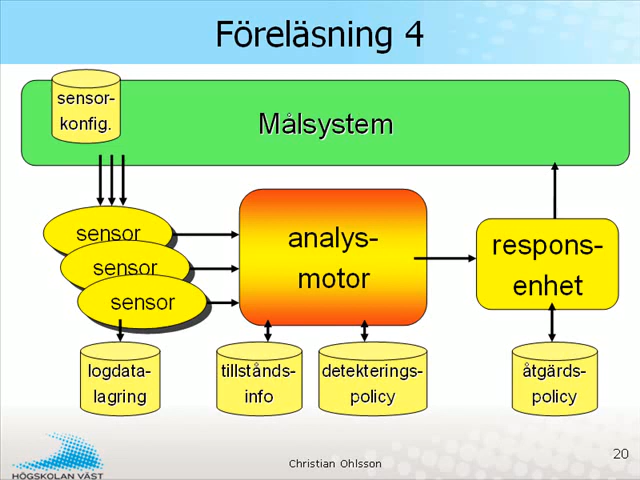 Föreläsning 4
sensor-
konfig.
Målsystem
sensor
sensor
sensor
analys-
motor
respons-
enhet
logdata-
lagring
tillstånds-
info
detekterings-
policy
åtgärds-
policy
HÖGSKOLAN VÄST
Christian Ohlsson
20